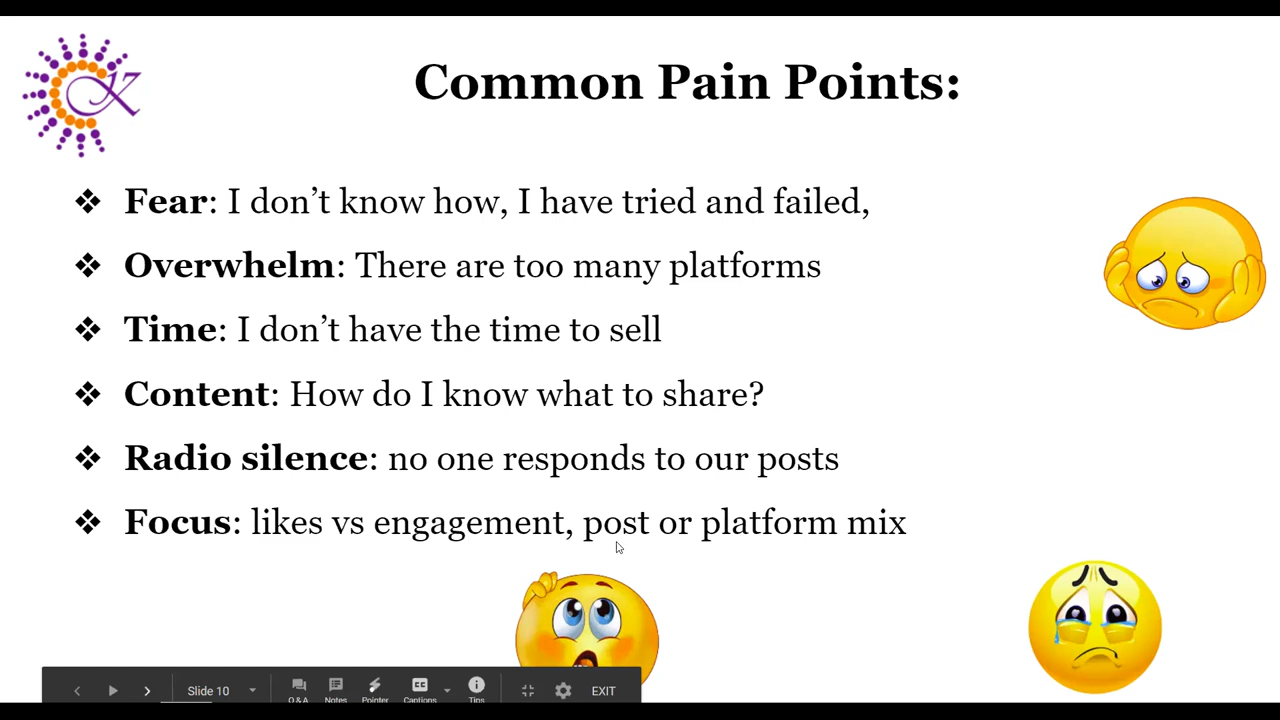 CK
Common Pain Points:
❖ Fear: I don’t know how, I have tried and failed,
❖ Overwhelm: There are too many platforms
❖ Time: I don’t have the time to sell
❖ Content: How do I know what to share?
❖ Radio silence: no one responds to our posts
❖ Focus: likes vs engagement, post or platform mix
Slide 10 Q&A Notes Pointer Captions Tips EXIT